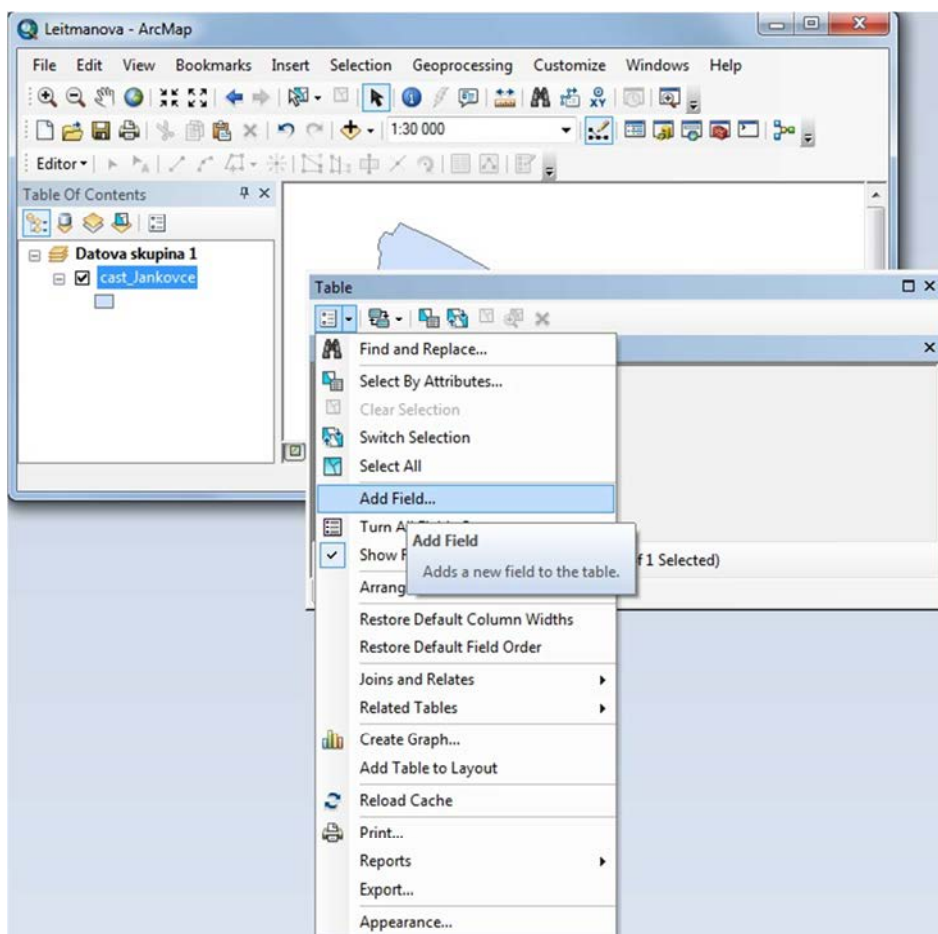 Leitmanova - ArcMap
File Edit View Bookmarks Insert Selection Geoprocessing Customize Windows Help
1:30 000
Editor
Table Of Contents
Datova skupina 1
cast_Jankovce
Table
Find and Replace...
Select By Attributes...
Clear Selection
Switch Selection
Select All
Add Field...
Turn A
Add Field
Show F
Adds a new field to the table.
f 1 Selected)
Arrang
Restore Default Column Widths
Restore Default Field Order
Joins and Relates
Related Tables
Create Graph...
Add Table to Layout
Reload Cache
Print...
Reports
Export...
Appearance...